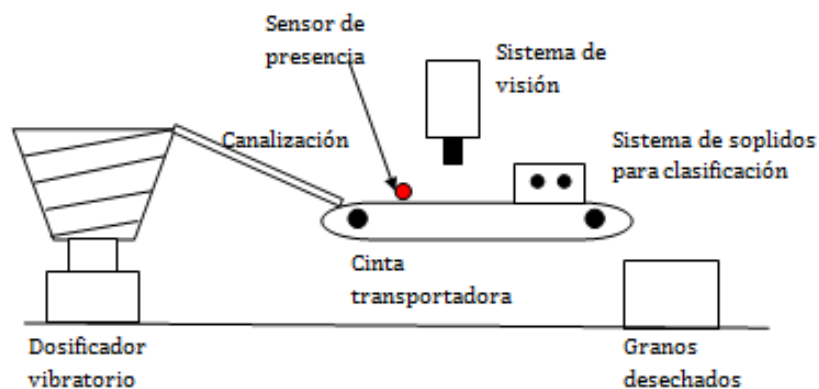 Sensor de
presencia
Sistema de
visión
Canalización
Sistema de soplidos
para clasificación
Cinta
transportadora
Dosificador
vibratorio
Granos
desechados